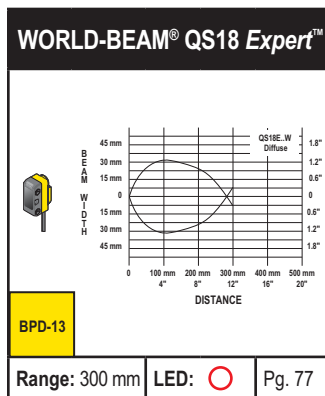 WORLD-BEAM® QS18 Expert™
QS18E..W
Diffuse
BEAM WIDTH
45 mm
30 mm
15 mm
0
15 mm
30 mm
45 mm
1.8"
1.2"
0.6"
0
0.6"
1.2"
1.8"
0 100 mm 200 mm 300 mm 400 mm 500 mm
4" 8" 12" 16" 20"
DISTANCE
BPD-13
Range: 300 mm LED: Pg. 77